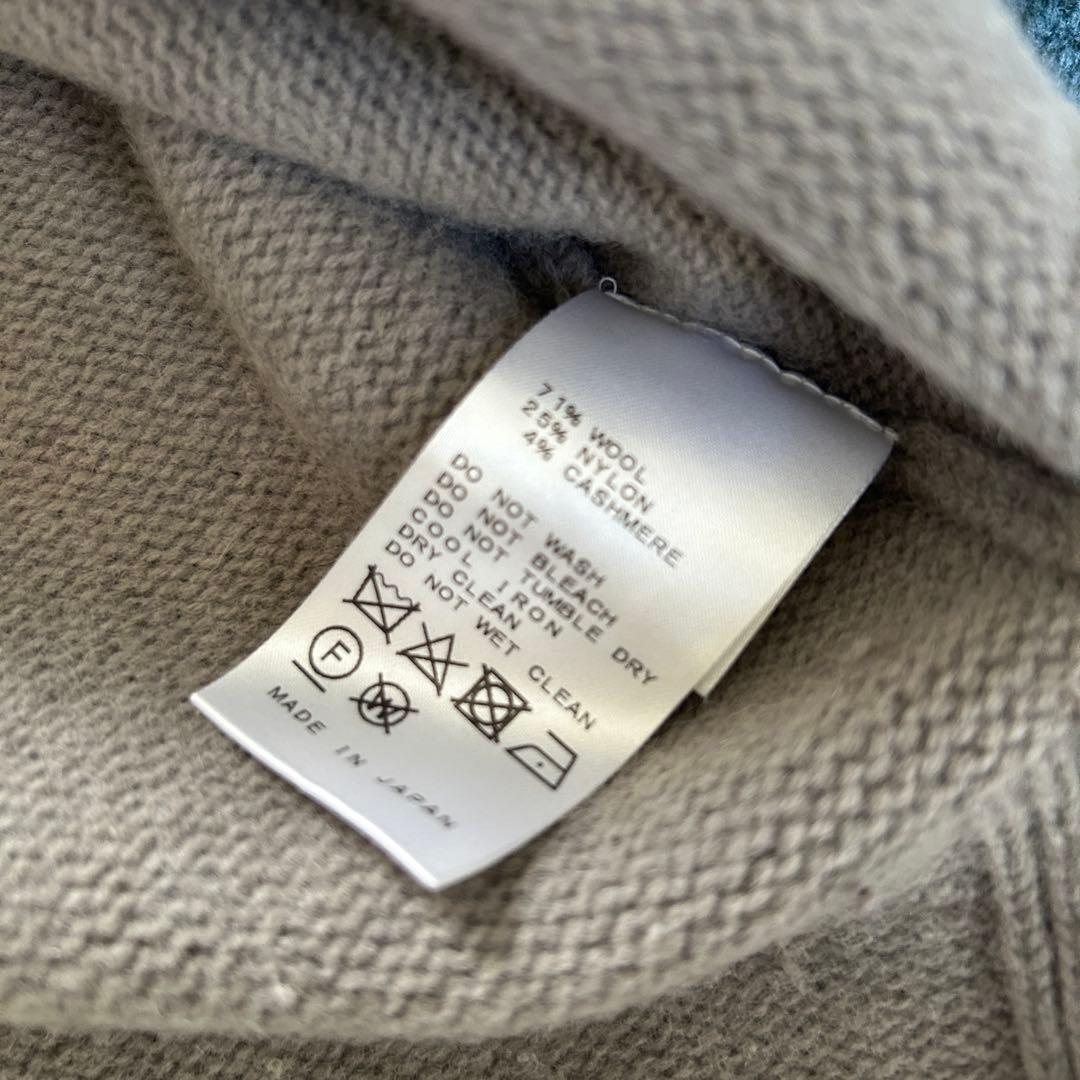 71% WOOL
25% NYLON
4% CASHMERE
DO NOT WASH
DO NOT BLEACH
DO NOT TUMBLE DRY
COOL IRON
DRY CLEAN
DO NOT WET CLEAN
F W
MADE IN JAPAN